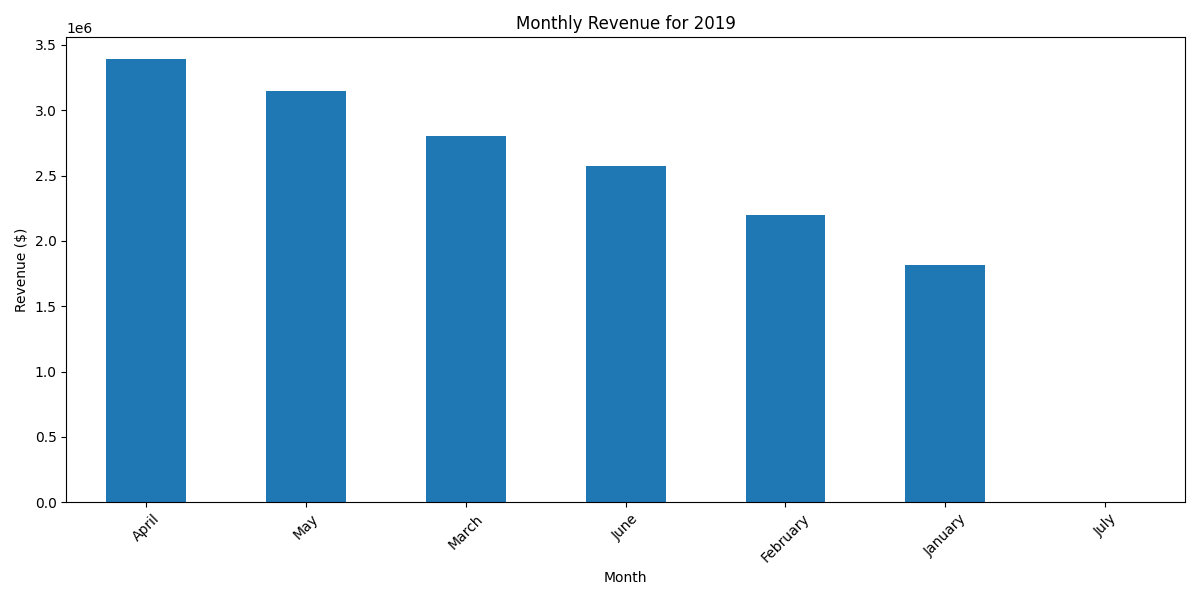 Monthly Revenue for 2019
1e6
3.5
3.0
2.5
2.0
1.5
1.0
0.5
0.0
Revenue ($)
April
May
March
June
February
January
July
Month